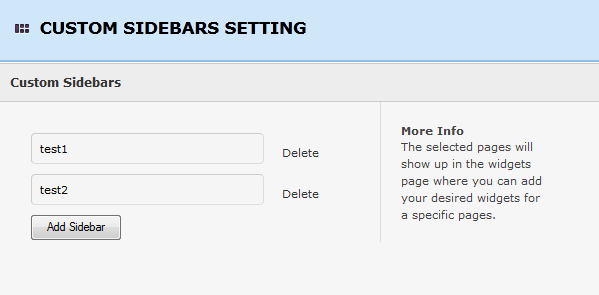 CUSTOM SIDEBARS SETTING
Custom Sidebars
test1
Delete
test2
Delete
Add Sidebar
More Info
The selected pages will
show up in the widgets
page where you can add
your desired widgets for
a specific pages.